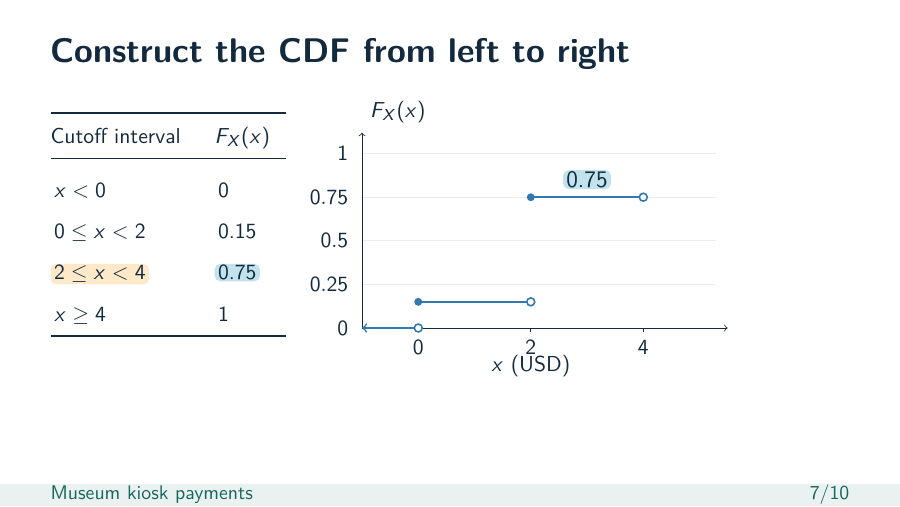 Construct the CDF from left to right
Cutoff interval F_X(x)
x < 0 0
0 ≤ x < 2 0.15
2 ≤ x < 4 0.75
x ≥ 4 1
F_X(x)
1
0.75
0.75
0.5
0.25
0
0 2 4
x (USD)
Museum kiosk payments 7/10